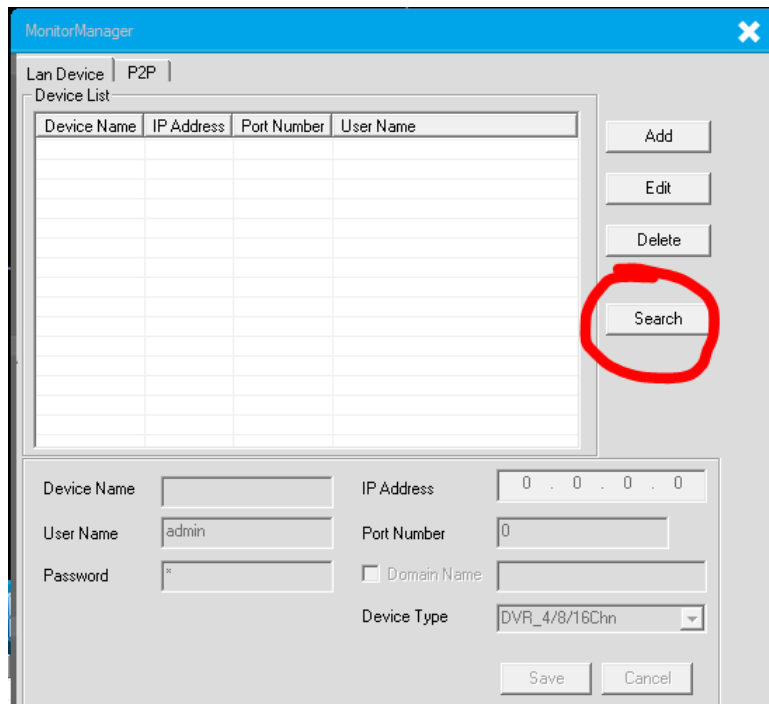 MonitorManager
Lan Device P2P
Device List
Device Name IP Address Port Number User Name
Add
Edit
Delete
Search
Device Name IP Address 0 . 0 . 0 . 0
User Name admin Port Number 0
Password * Domain Name
Device Type DVR_4/8/16Chn
Save Cancel